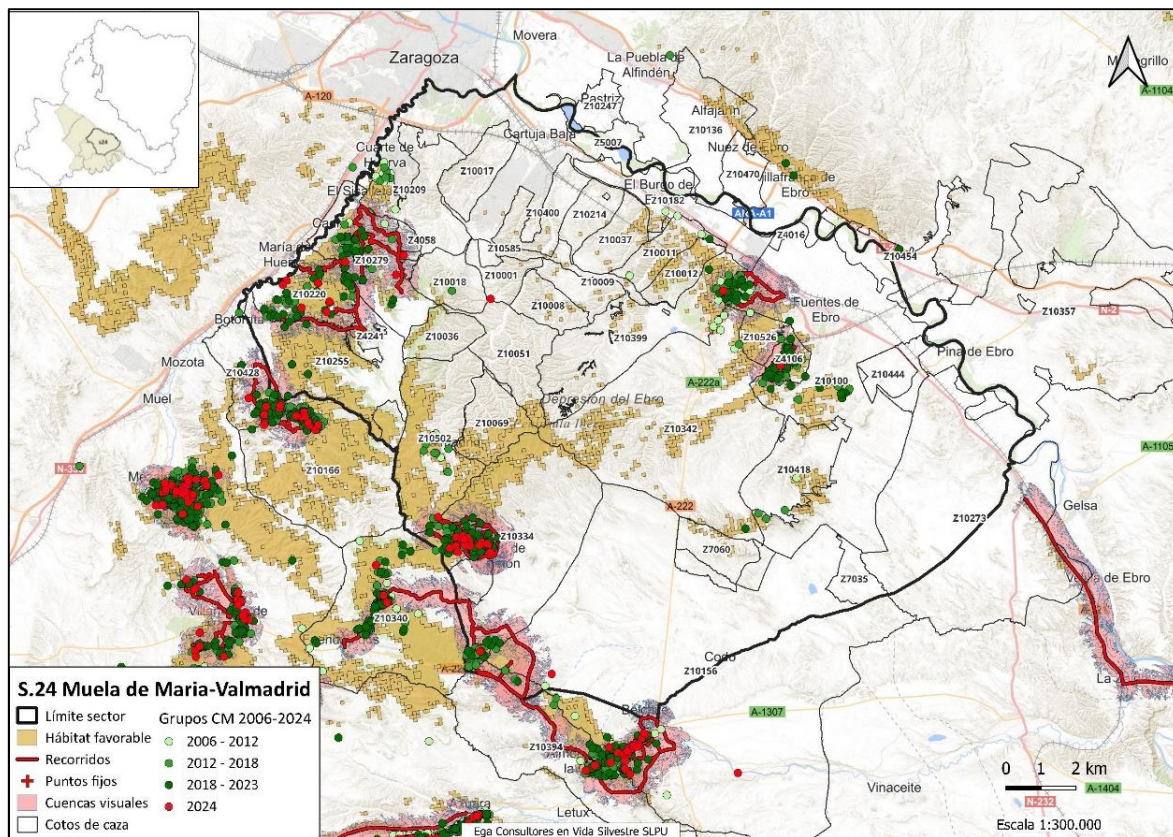 s24
Zaragoza
Movera
La Puebla de
Alfindén
A-1104
A-120
Pastriz
Z10247
Alfajarín
Z10136
Cartuja Baja
Z5007
Nuez de Ebro
Cuarte de
Z10017
Z10470
Villafranca de
Ebro
Z10209
El Burgo de
Z10182
Z10400
Z10214
Z4058
Z10037
Z4016
Z10454
María de
Z10279
Z10585
Z10011
Z10018
Z10001
Z10009
Z10012
Z10220
Z10008
Fuentes de
Ebro
Z10357
N-2
Botorrita
Z4241
Z10036
Z10399
Z10526
Mozota
Z10255
Z10051
Z4106
Pina de Ebro
Z10428
Z10444
Muel
A-222a
Z10100
Depresión del Ebro
Z10069
Z10342
Z10502
A-1105
Z10166
Z10418
A-222
Gelsa
Z10273
Z10334
Z7060
Z7035
Z10340
Codo
Z10156
A-1307
Z10394
Vinaceite
Letux
A-1404
N-232
S.24 Muela de Maria-Valmadrid
Límite sector
Hábitat favorable
Recorridos
Puntos fijos
Cuencas visuales
Cotos de caza
Grupos CM 2006-2024
2006 - 2012
2012 - 2018
2018 - 2023
2024
0 1 2 km
Escala 1:300.000
Ega Consultores en Vida Silvestre SLPU